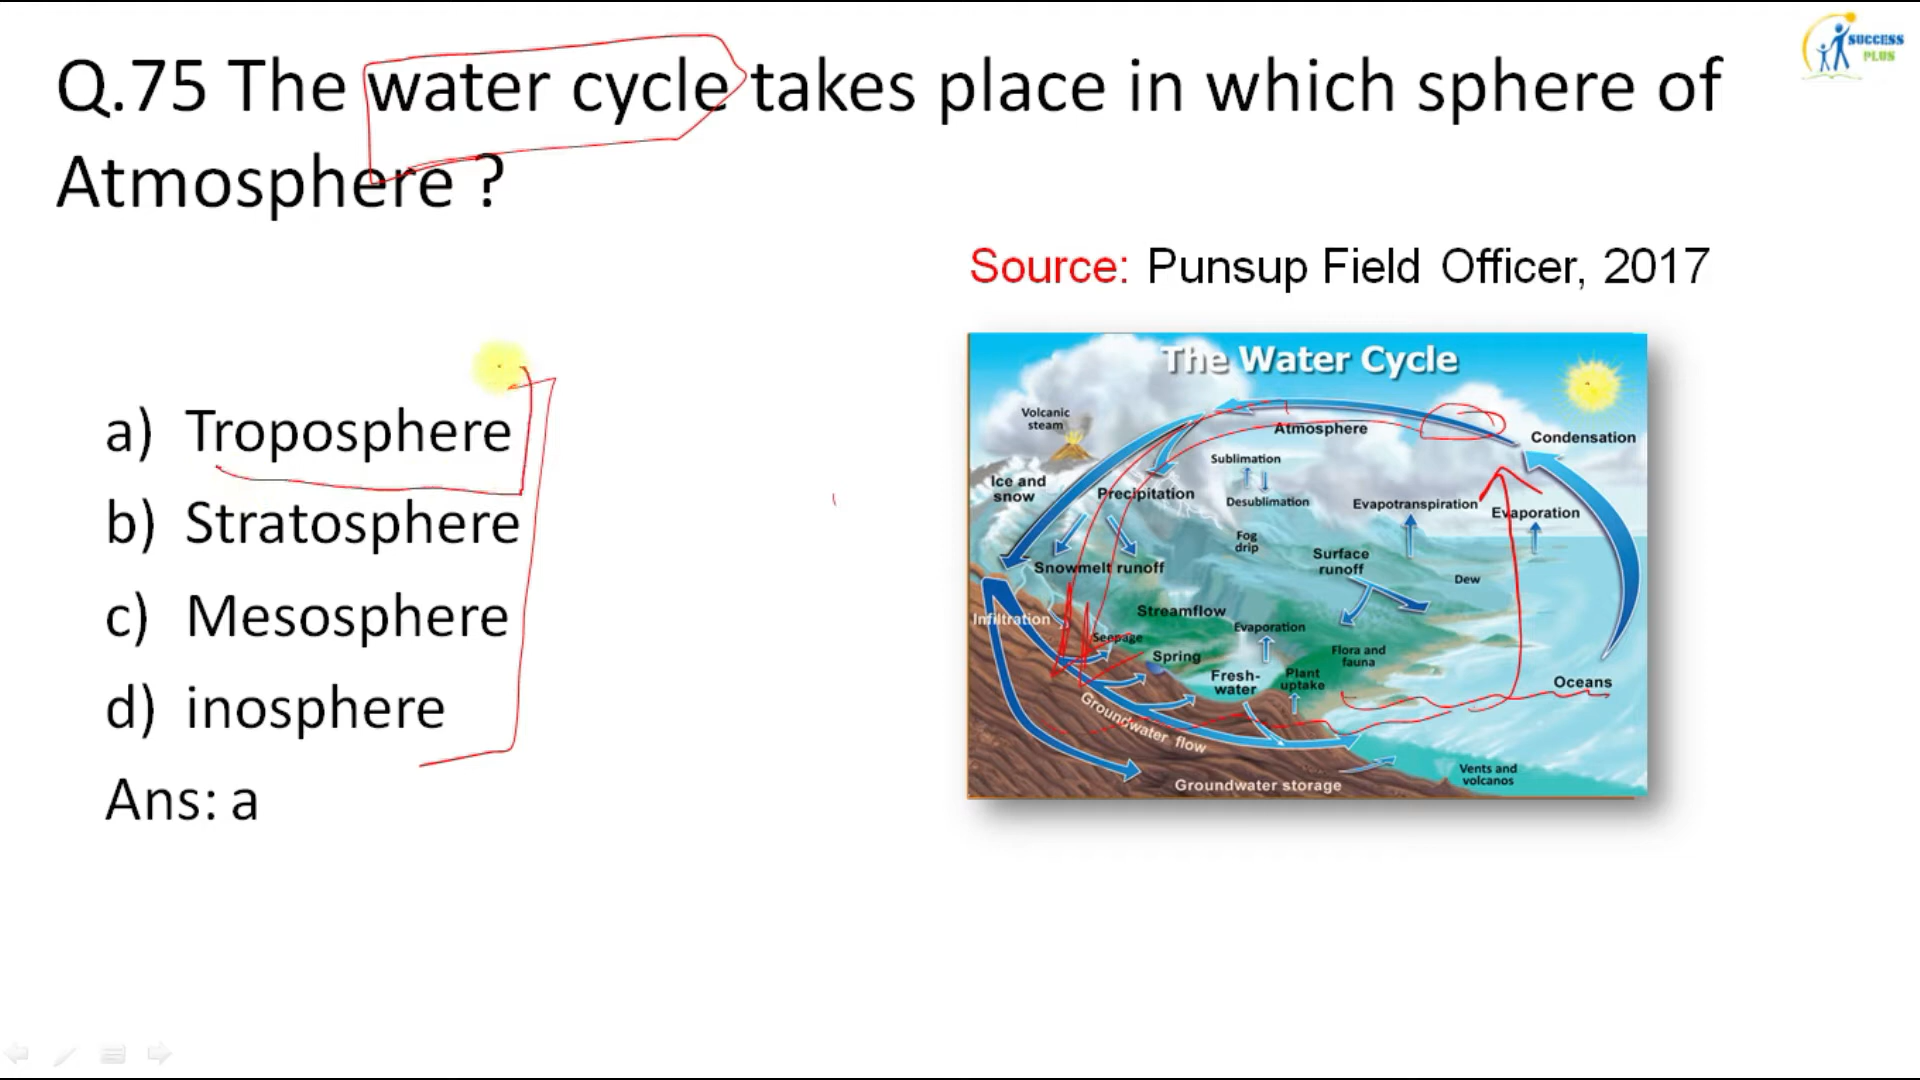 SUCCESS
PLUS
Q.75 The water cycle takes place in which sphere of
Atmosphere ?
Source: Punsup Field Officer, 2017
a) Troposphere
b) Stratosphere
c) Mesosphere
d) inosphere
Ans: a
The Water Cycle
Volcanic
steam
Atmosphere
Condensation
Sublimation
Ice and
snow
Precipitation
Desublimation
Evapotranspiration
Evaporation
Fog
drip
Snowmelt runoff
Surface
runoff
Dew
Streamflow
Infiltration
Evaporation
Seepage
Spring
Flora and
fauna
Fresh-
water
Plant
uptake
Oceans
Groundwater flow
Vents and
volcanos
Groundwater storage